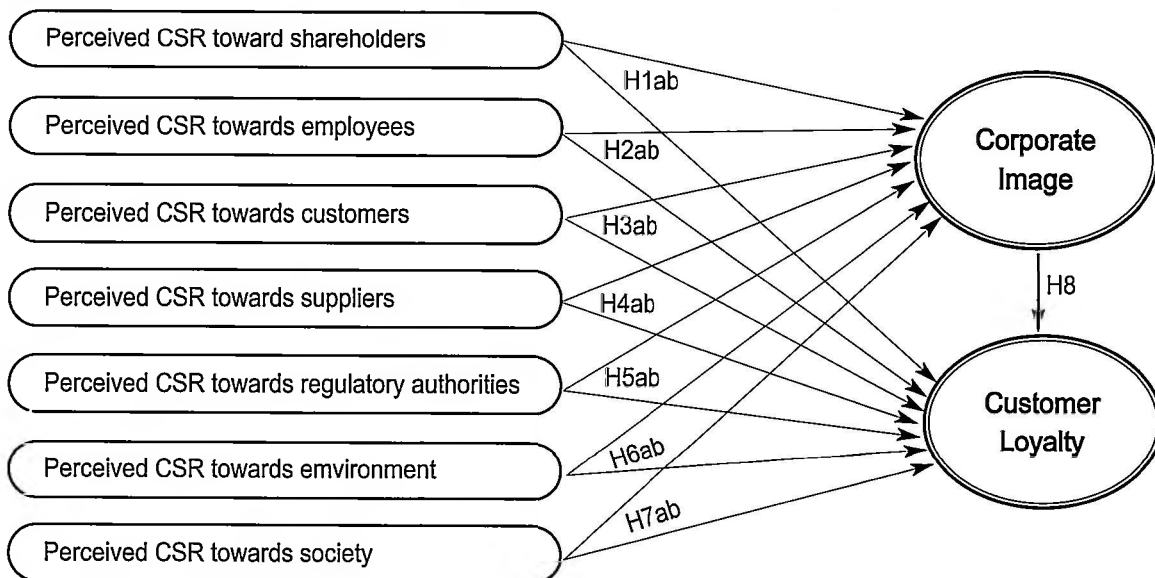 Perceived CSR toward shareholders
Perceived CSR towards employees
Perceived CSR towards customers
Perceived CSR towards suppliers
Perceived CSR towards regulatory authorities
Perceived CSR towards emvironment
Perceived CSR towards society
H1ab
H2ab
H3ab
H4ab
H5ab
H6ab
H7ab
Corporate
Image
H8
Customer
Loyalty